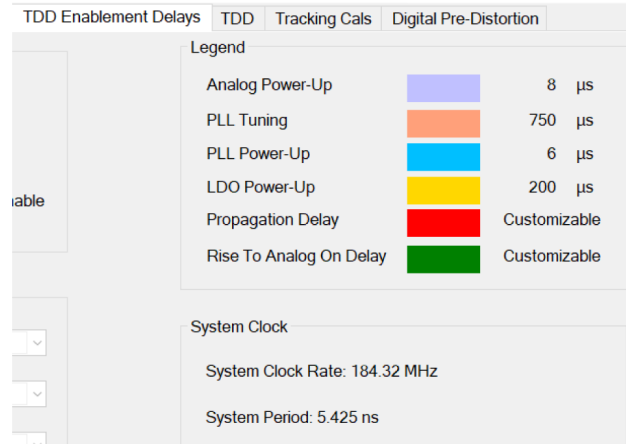 TDD Enablement Delays TDD Tracking Cals Digital Pre-Distortion
Legend
Analog Power-Up 8 µs
PLL Tuning 750 µs
PLL Power-Up 6 µs
LDO Power-Up 200 µs
Propagation Delay Customizable
Rise To Analog On Delay Customizable
System Clock
System Clock Rate: 184.32 MHz
System Period: 5.425 ns